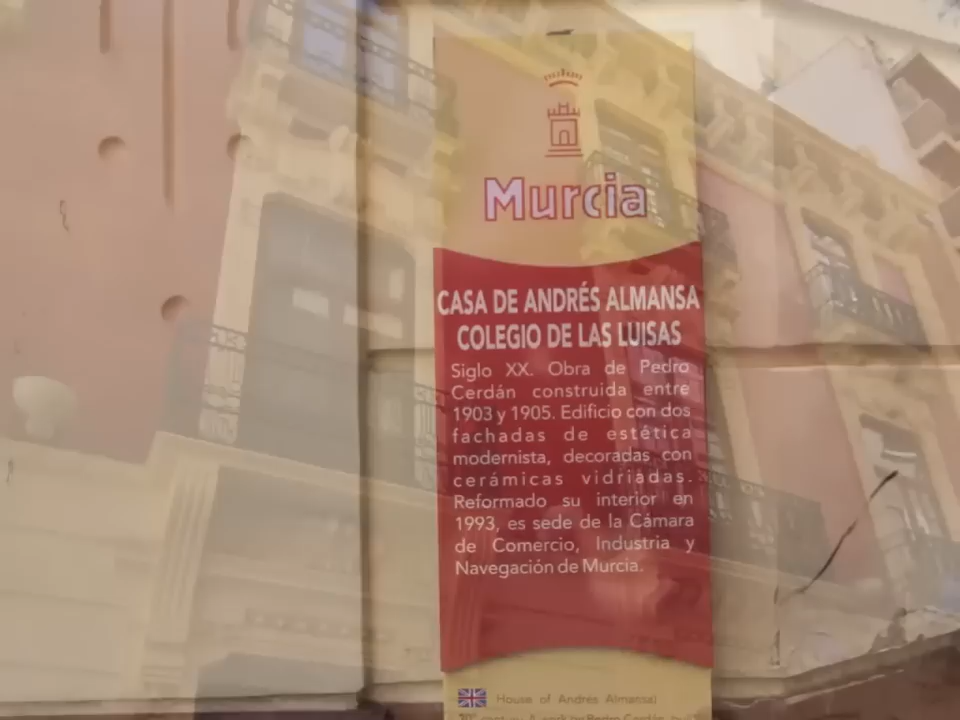 Murcia
CASA DE ANDRÉS ALMANSA
COLEGIO DE LAS LUISAS
Siglo XX. Obra de Pedro
Cerdán construida entre
1903 y 1905. Edificio con dos
fachadas de estética
modernista, decoradas con
cerámicas vidriadas.
Reformado su interior en
1993, es sede de la Cámara
de Comercio, Industria y
Navegación de Murcia.
House of Andrés Almansa)